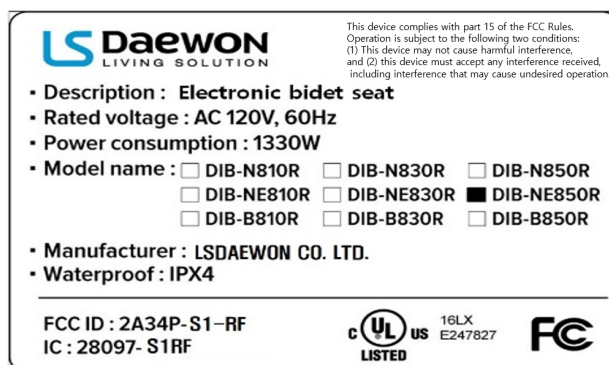 LS Daewon
LIVING SOLUTION
This device complies with part 15 of the FCC Rules.
Operation is subject to the following two conditions:
(1) This device may not cause harmful interference,
and (2) this device must accept any interference received,
including interference that may cause undesired operation.
▪ Description : Electronic bidet seat
▪ Rated voltage : AC 120V, 60Hz
▪ Power consumption : 1330W
▪ Model name : □ DIB-N810R □ DIB-N830R □ DIB-N850R
□ DIB-NE810R □ DIB-NE830R ■ DIB-NE850R
□ DIB-B810R □ DIB-B830R □ DIB-B850R
▪ Manufacturer : LSDAEWON CO. LTD.
▪ Waterproof : IPX4
FCC ID : 2A34P-S1-RF
IC : 28097- S1RF
C UL US
LISTED
16LX
E247827
FC